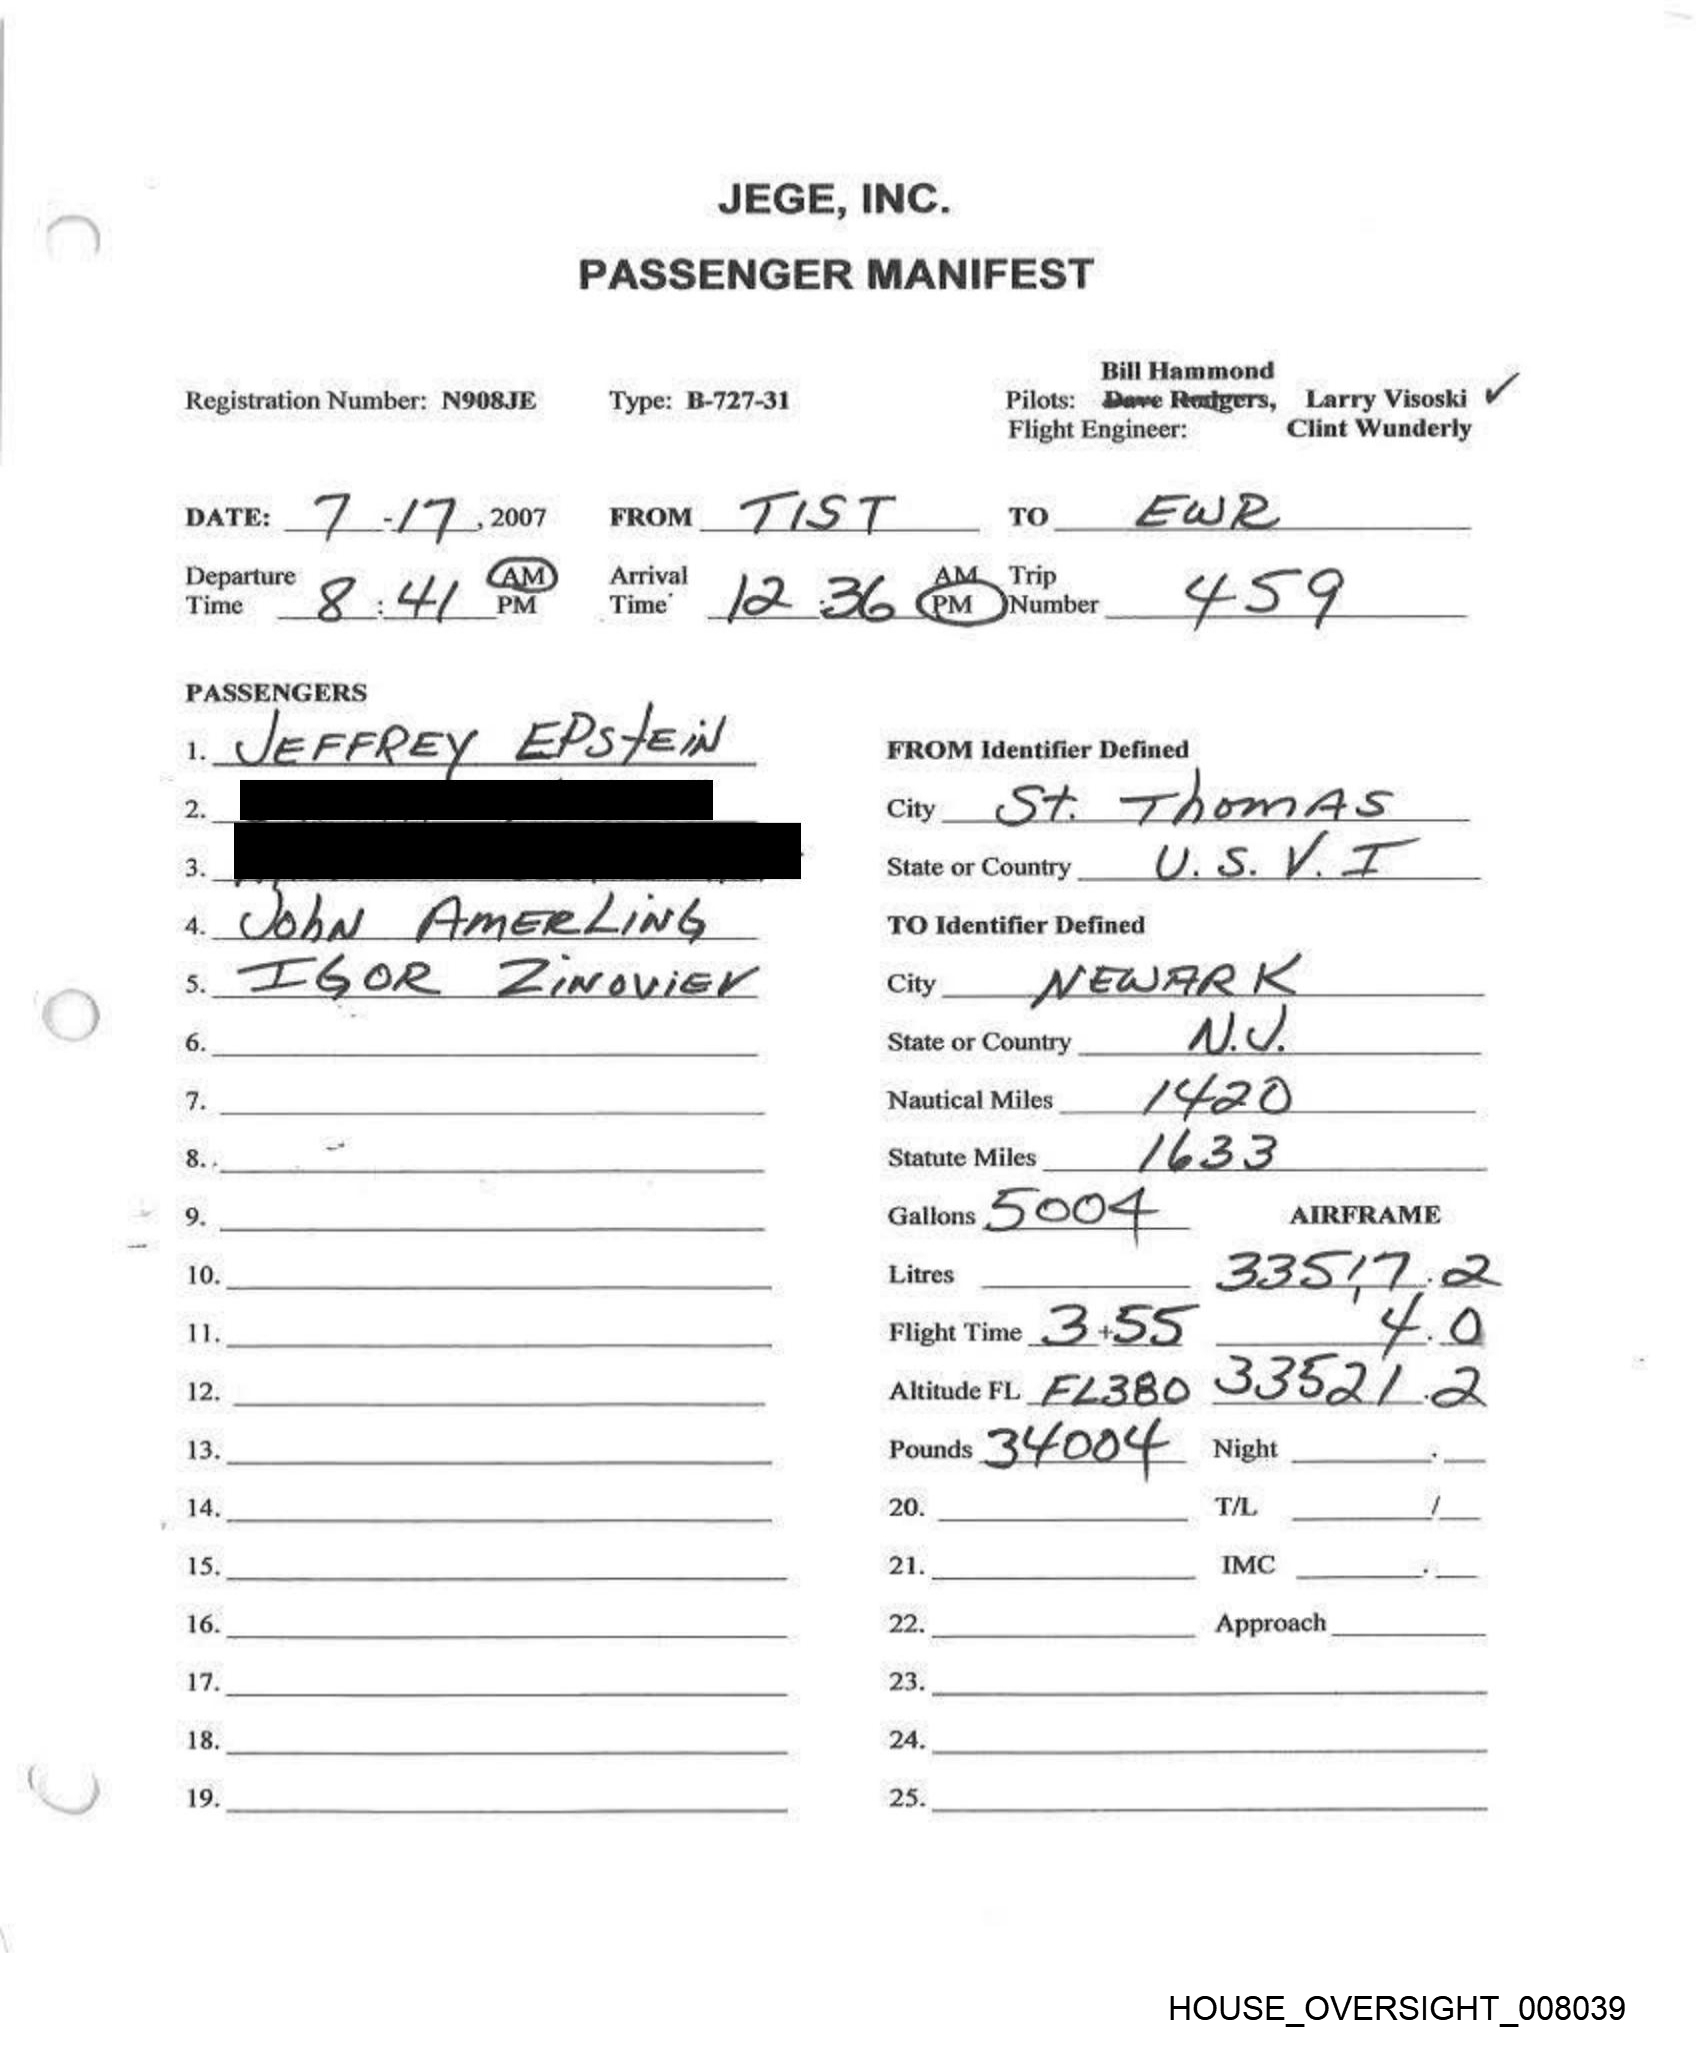 JEGE, INC.
PASSENGER MANIFEST
Bill Hammond
Registration Number: N908JE Type: B-727-31 Pilots: Dave Rodgers, Larry Visoski ✓
Flight Engineer: Clint Wunderly
DATE: 7-17, 2007 FROM TIST TO EWR
Departure AM Arrival AM Trip
Time 8:41 PM Time 12:36 PM Number 459
PASSENGERS
1. JEFFREY EPStEiN
2.
3.
4. JohN AMERLiNG
5. IGOR ZiNOViEV
6.
7.
8.
9.
10.
11.
12.
13.
14.
15.
16.
17.
18.
19.
FROM Identifier Defined
City St. ThomAS
State or Country U.S.V.I
TO Identifier Defined
City NEWARK
State or Country N.J.
Nautical Miles 1420
Statute Miles 1633
Gallons 5004 AIRFRAME
Litres 33517.2
Flight Time 3+55 4.0
Altitude FL FL380 33521.2
Pounds 34004 Night .
20. T/L /
21. IMC .
22. Approach
23.
24.
25.
HOUSE_OVERSIGHT_008039